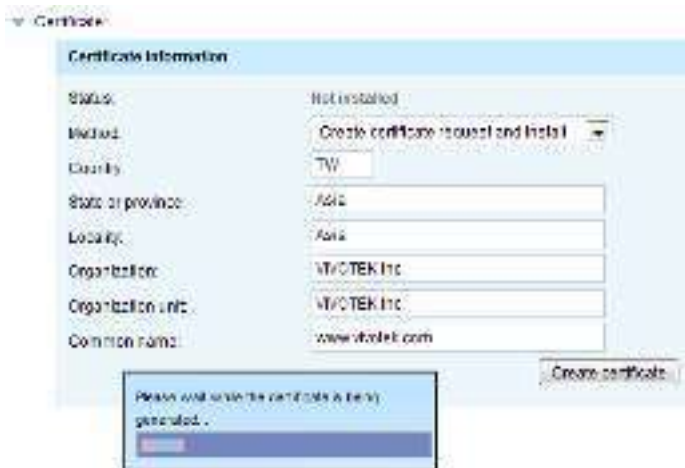 Certificate:
Certificate Information
Status: Not installed
Method: Create certificate request and install
Country: TW
State or province: Asia
Locality: Asia
Organization: VIVOTEK Inc
Organization unit: VIVOTEK Inc
Common name: www.vivotek.com
Create certificate
Please wait while the certificate is being
generated...